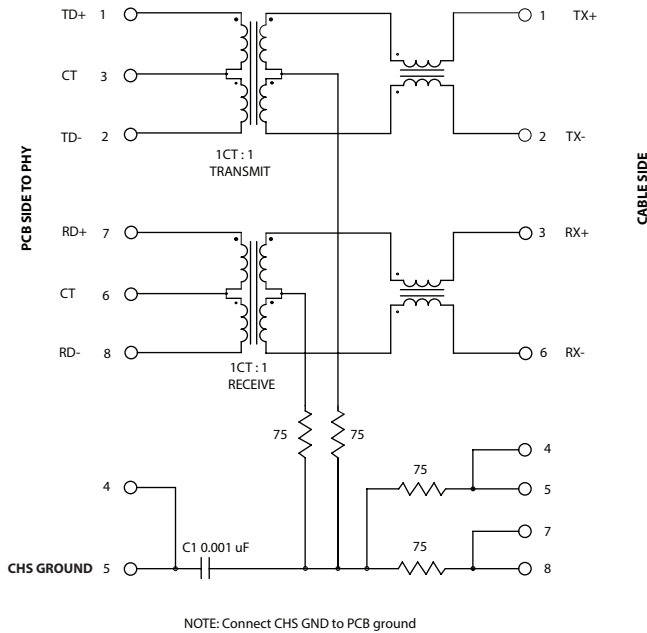 TD+ 1
1 TX+
CT 3
TD- 2
2 TX-
1CT : 1
TRANSMIT
PCB SIDE TO PHY
CABLE SIDE
RD+ 7
3 RX+
CT 6
RD- 8
6 RX-
1CT : 1
RECEIVE
75
75
4
75
5
4
7
C1 0.001 uF
75
CHS GROUND 5
8
NOTE: Connect CHS GND to PCB ground